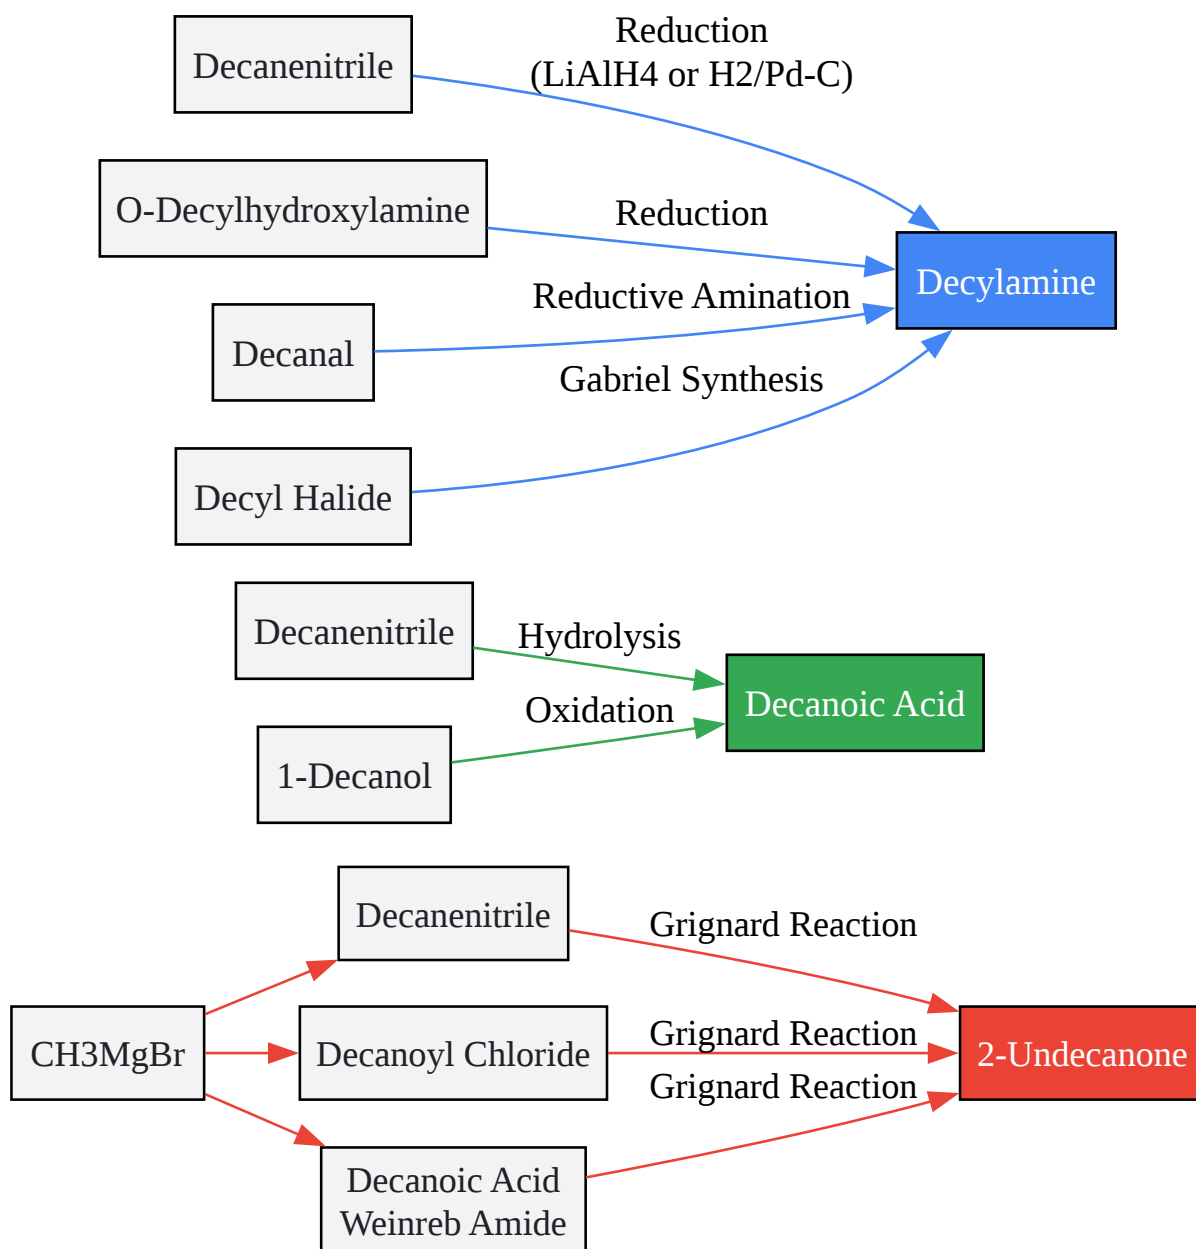 Decanenitrile
Reduction
(LiAlH4 or H2/Pd-C)
O-Decylhydroxylamine
Reduction
Decylamine
Decanal
Reductive Amination
Decyl Halide
Gabriel Synthesis
Decanenitrile
Hydrolysis
Decanoic Acid
1-Decanol
Oxidation
Decanenitrile
Grignard Reaction
CH3MgBr
Decanoyl Chloride
Grignard Reaction
2-Undecanone
Grignard Reaction
Decanoic Acid
Weinreb Amide